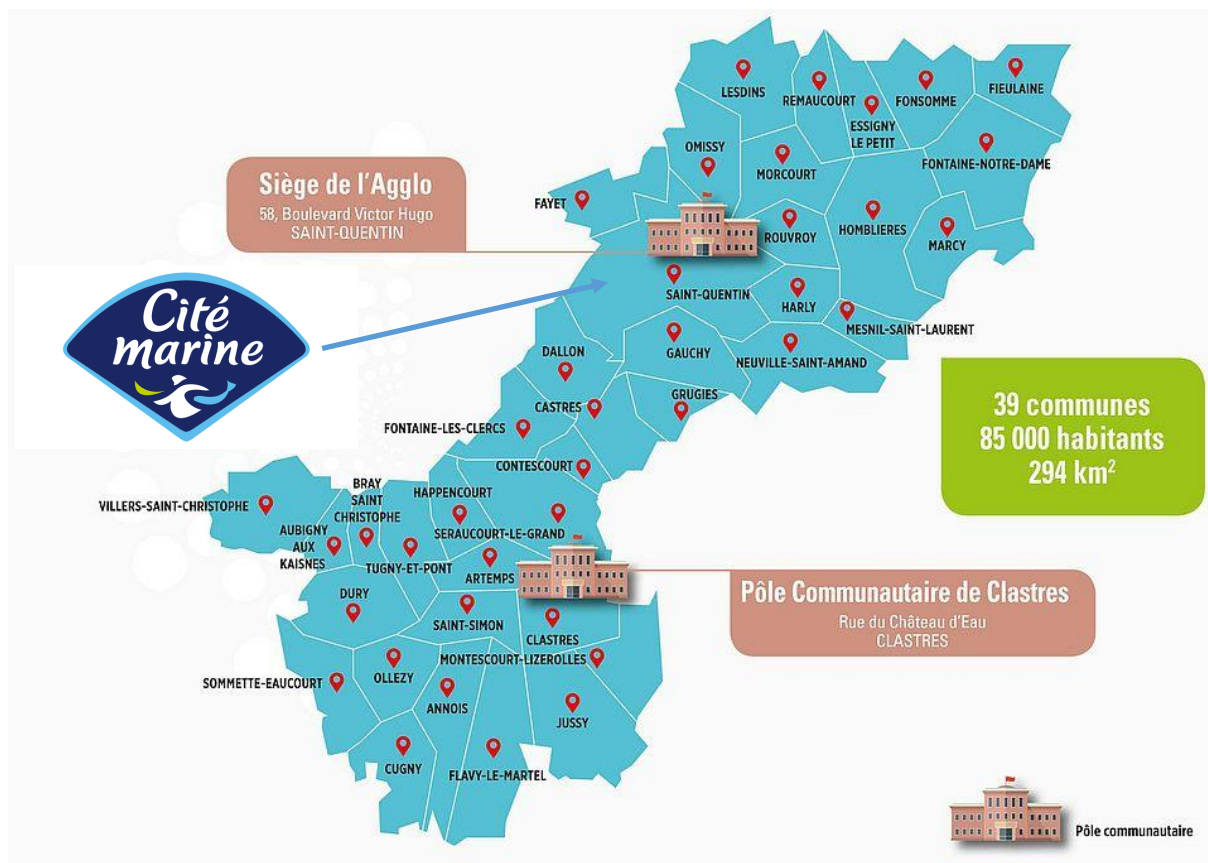 LESDINS
REMAUCOURT
ESSIGNY
LE PETIT
FONSOMME
FIEULAINE
OMISSY
MORCOURT
FONTAINE-NOTRE-DAME
Siège de l'Agglo
58, Boulevard Victor Hugo
SAINT-QUENTIN
FAYET
ROUVROY
HOMBLIERES
MARCY
Cité
marine
SAINT-QUENTIN
HARLY
MESNIL-SAINT-LAURENT
GAUCHY
NEUVILLE-SAINT-AMAND
DALLON
CASTRES
GRUGIES
39 communes
85 000 habitants
294 km²
FONTAINE-LES-CLERCS
CONTESCOURT
VILLERS-SAINT-CHRISTOPHE
BRAY
SAINT
CHRISTOPHE
HAPPENCOURT
SERAUCOURT-LE-GRAND
AUBIGNY
AUX
KAISNES
TUGNY-ET-PONT
ARTEMPS
DURY
SAINT-SIMON
CLASTRES
Pôle Communautaire de Clastres
Rue du Château d'Eau
CLASTRES
MONTESCOURT-LIZEROLLES
SOMMETTE-EAUCOURT
OLLEZY
ANNOIS
JUSSY
CUGNY
FLAVY-LE-MARTEL
Pôle communautaire